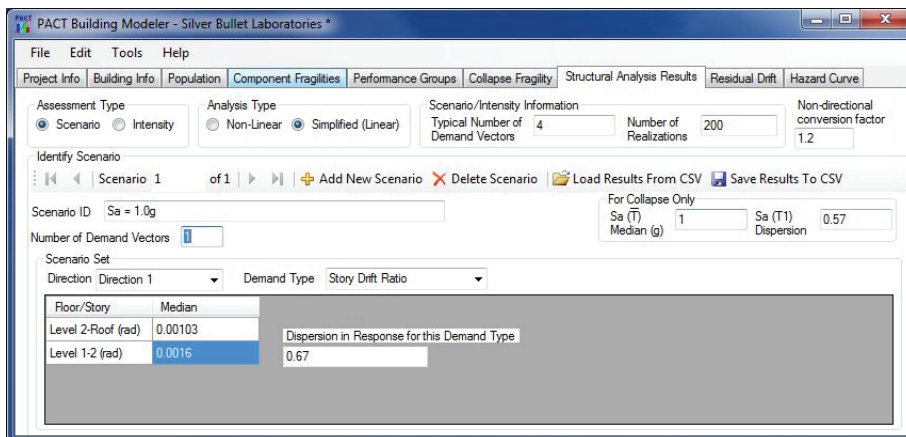 PACT
PACT Building Modeler - Silver Bullet Laboratories *
File Edit Tools Help
Project Info Building Info Population Component Fragilities Performance Groups Collapse Fragility Structural Analysis Results Residual Drift Hazard Curve
Assessment Type
Scenario Intensity
Analysis Type
Non-Linear Simplified (Linear)
Scenario/Intensity Information
Typical Number of Demand Vectors 4
Number of Realizations 200
Non-directional conversion factor
1.2
Identify Scenario
Scenario 1 of 1 Add New Scenario Delete Scenario Load Results From CSV Save Results To CSV
Scenario ID Sa = 1.0g
For Collapse Only
Sa (T̅) Median (g) 1
Sa (T1) Dispersion 0.57
Number of Demand Vectors 1
Scenario Set
Direction Direction 1 Demand Type Story Drift Ratio
Floor/Story Median
Level 2-Roof (rad) 0.00103
Level 1-2 (rad) 0.0016
Dispersion in Response for this Demand Type
0.67